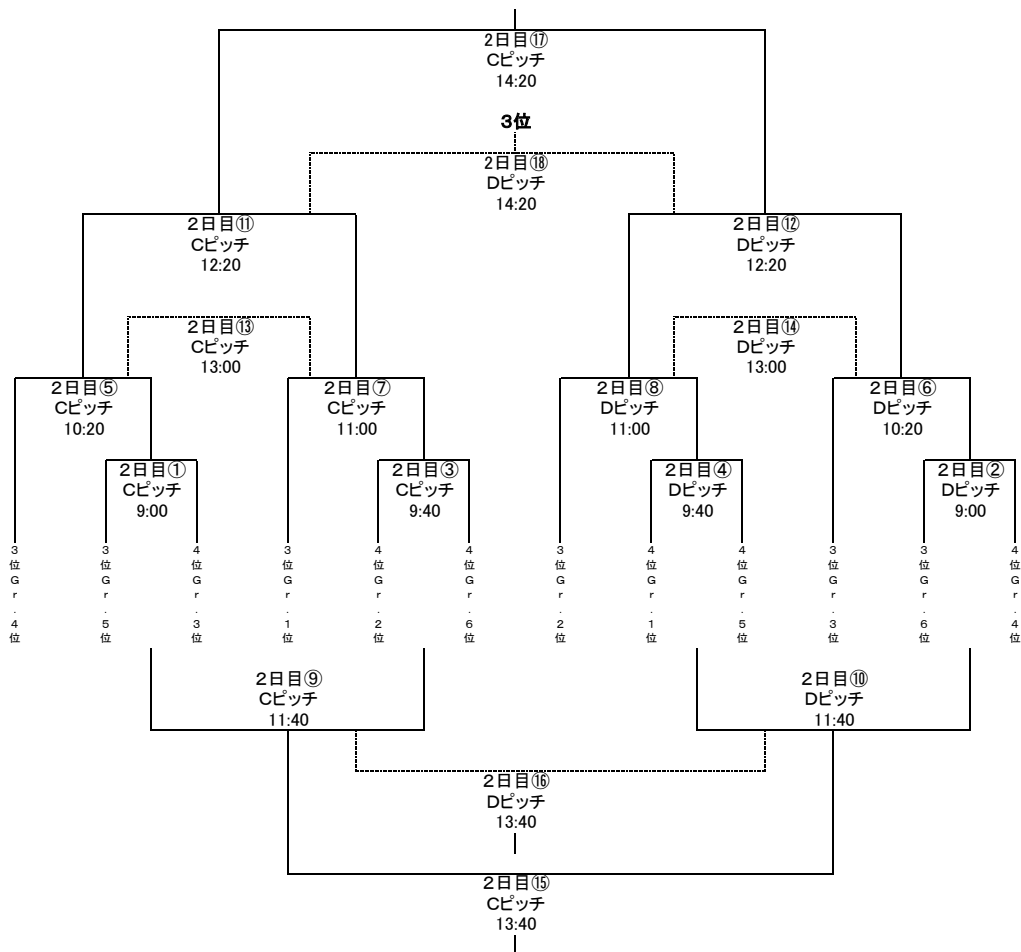 2日目⑰
Cピッチ
14:20
3位
2日目⑱
Dピッチ
14:20
2日目⑪
Cピッチ
12:20
2日目⑫
Dピッチ
12:20
2日目⑬
Cピッチ
13:00
2日目⑭
Dピッチ
13:00
2日目⑤
Cピッチ
10:20
2日目⑦
Cピッチ
11:00
2日目⑧
Dピッチ
11:00
2日目⑥
Dピッチ
10:20
2日目①
Cピッチ
9:00
2日目③
Cピッチ
9:40
2日目④
Dピッチ
9:40
2日目②
Dピッチ
9:00
3位Gr.4位
3位Gr.5位
4位Gr.3位
3位Gr.1位
4位Gr.2位
4位Gr.6位
3位Gr.2位
4位Gr.1位
4位Gr.5位
3位Gr.3位
3位Gr.6位
4位Gr.4位
2日目⑨
Cピッチ
11:40
2日目⑩
Dピッチ
11:40
2日目⑯
Dピッチ
13:40
2日目⑮
Cピッチ
13:40